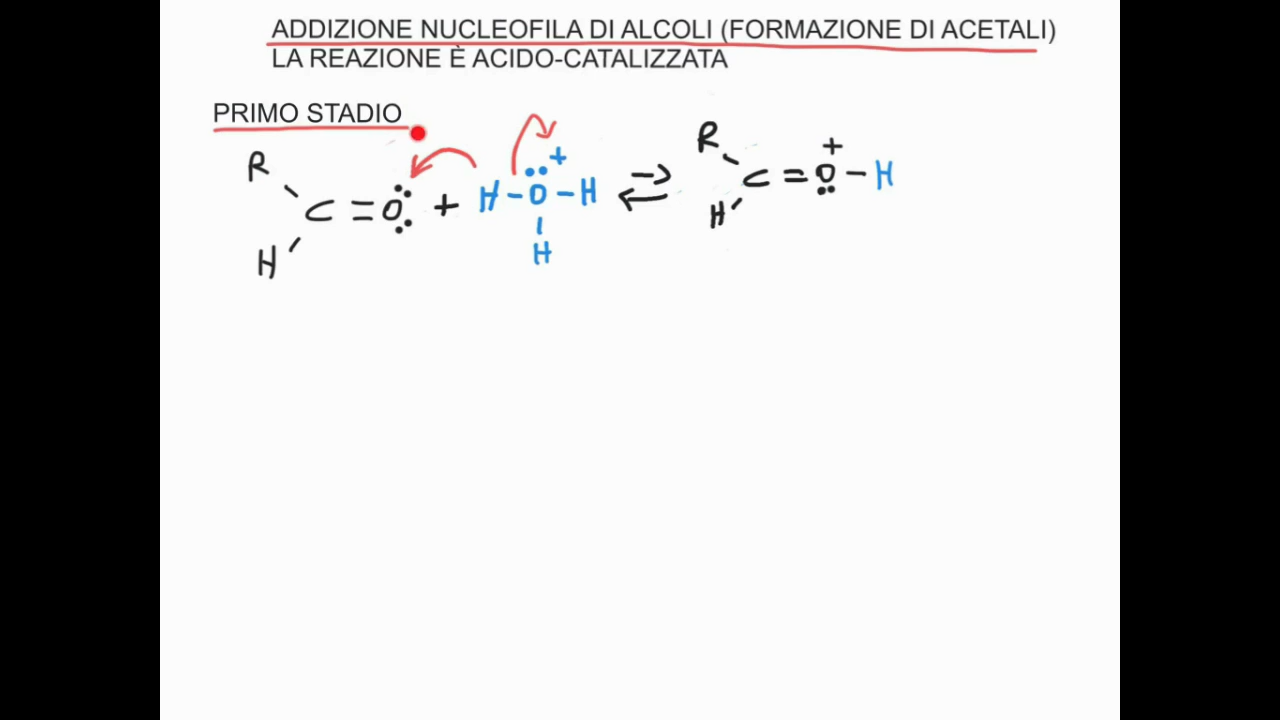 ADDIZIONE NUCLEOFILA DI ALCOLI (FORMAZIONE DI ACETALI)
LA REAZIONE È ACIDO-CATALIZZATA
PRIMO STADIO
R
H
C = O + H - O - H ⇌ C = O - H
+
H
R
H
+